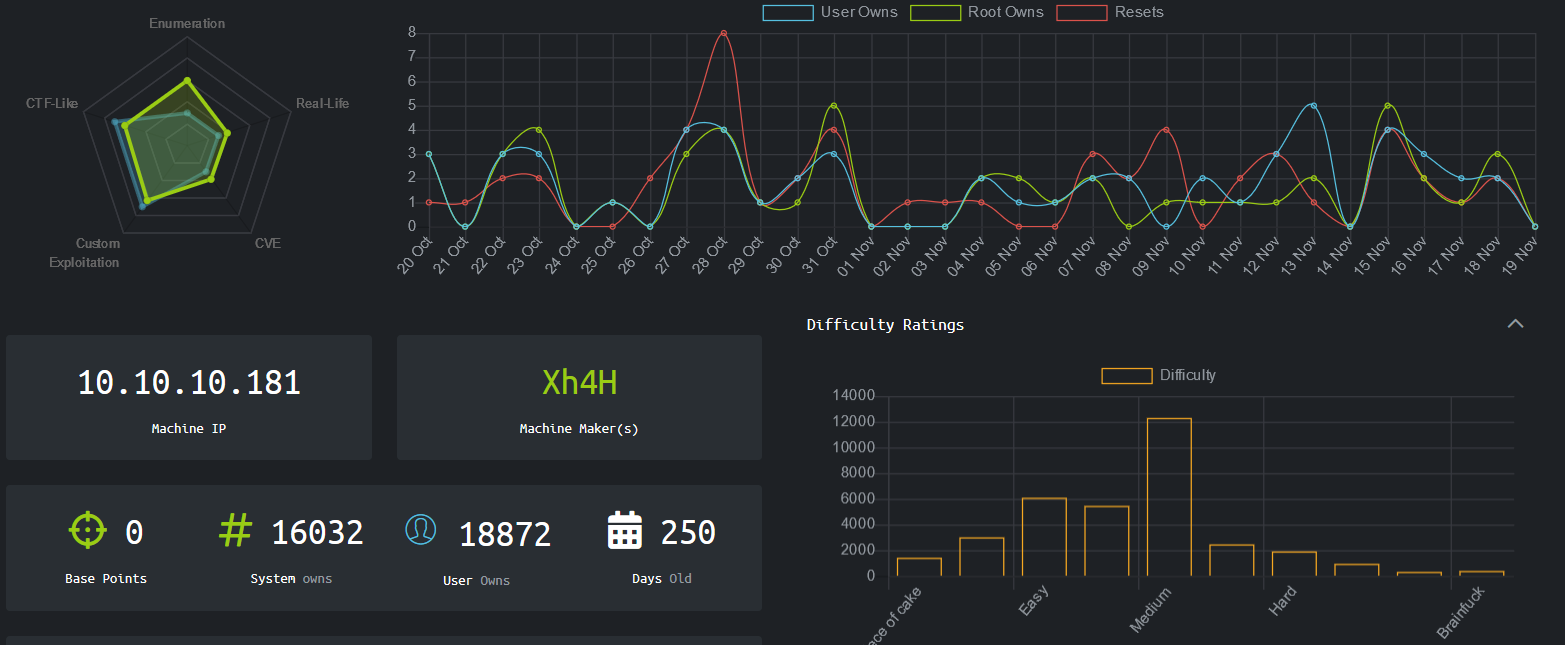 Enumeration
CTF-Like
Real-Life
Custom
Exploitation
CVE
User Owns Root Owns Resets
8
7
6
5
4
3
2
1
0
20 Oct 21 Oct 22 Oct 23 Oct 24 Oct 25 Oct 26 Oct 27 Oct 28 Oct 29 Oct 30 Oct 31 Oct 01 Nov 02 Nov 03 Nov 04 Nov 05 Nov 06 Nov 07 Nov 08 Nov 09 Nov 10 Nov 11 Nov 12 Nov 13 Nov 14 Nov 15 Nov 16 Nov 17 Nov 18 Nov 19 Nov
10.10.10.181
Machine IP
Xh4H
Machine Maker(s)
0
Base Points
# 16032
System owns
18872
User Owns
250
Days Old
Difficulty Ratings
Difficulty
14000
12000
10000
8000
6000
4000
2000
0
ece of cake Easy Medium Hard Brainfuck